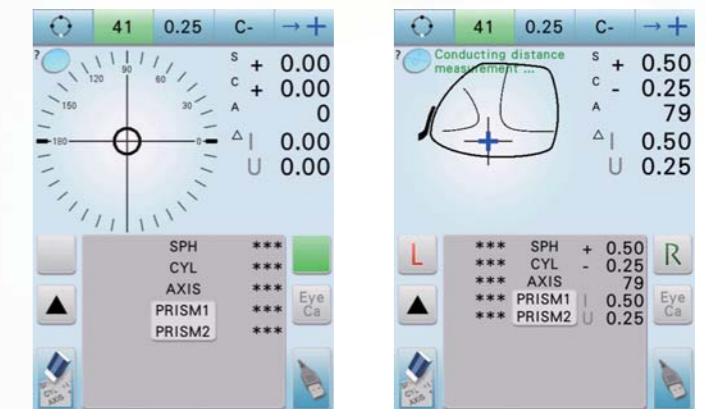 41 0.25 C-
?
180 150 120 90 60 30 0
S + 0.00
C + 0.00
A 0
△ I 0.00
U 0.00
SPH ***
CYL ***
AXIS ***
PRISM1 ***
PRISM2 ***
Eye Ca
41 0.25 C-
?
Conducting distance
measurement ...
S + 0.50
C - 0.25
A 79
△ I 0.50
U 0.25
L
R
*** SPH + 0.50
*** CYL - 0.25
*** AXIS 79
*** PRISM1 I 0.50
*** PRISM2 U 0.25
Eye Ca